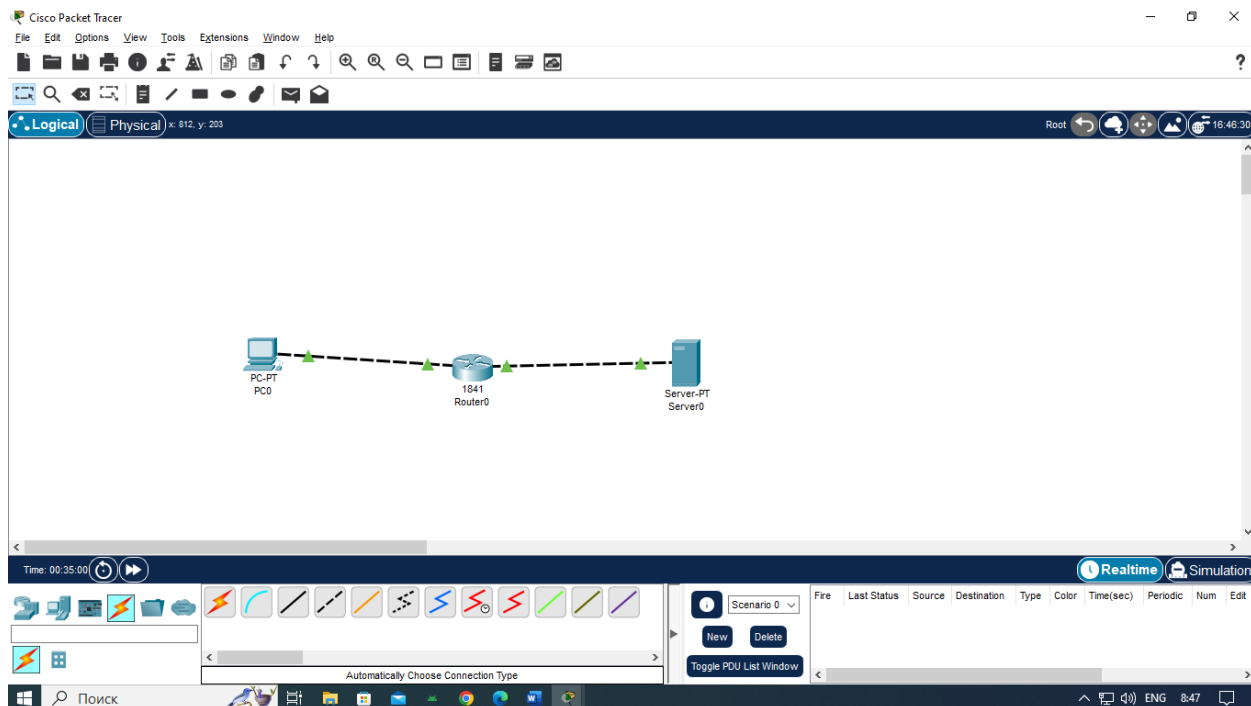 Cisco Packet Tracer
File Edit Options View Tools Extensions Window Help
?
Logical Physical x: 812, y: 203 Root 16:46:30
PC-PT
PC0
1841
Router0
Server-PT
Server0
Time: 00:35:00 Realtime Simulation
Scenario 0
New Delete
Toggle PDU List Window
Fire Last Status Source Destination Type Color Time(sec) Periodic Num Edit
Automatically Choose Connection Type
Поиск ENG 8:47